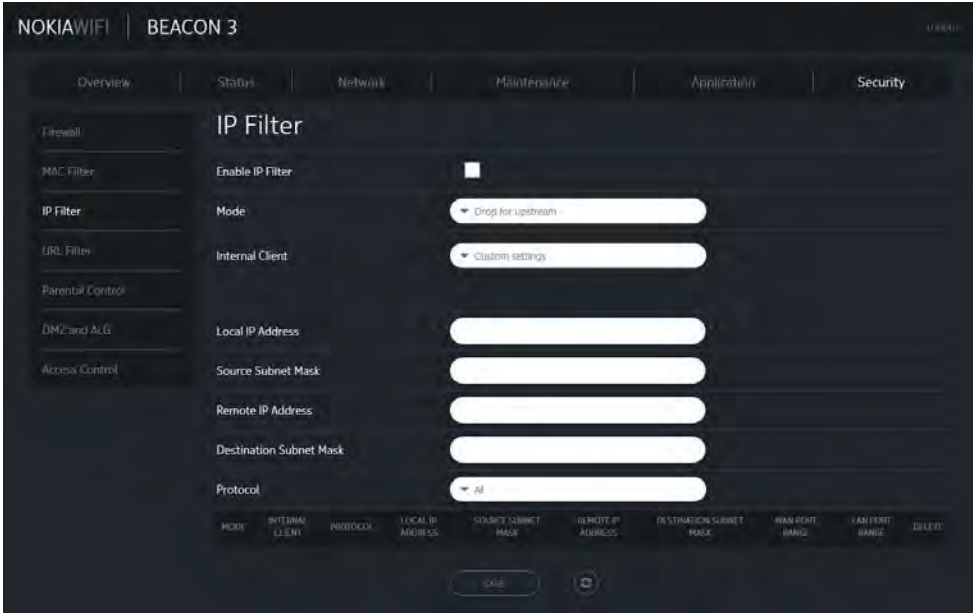 NOKIAWIFI | BEACON 3
Logout
Overview | Status | Network | Maintenance | Application | Security
Firewall
MAC Filter
IP Filter
URL Filter
Parental Control
DMZ and ALG
Access Control
IP Filter
Enable IP Filter
Mode
Drop for upstream
Internal Client
Custom settings
Local IP Address
Source Subnet Mask
Remote IP Address
Destination Subnet Mask
Protocol
All
MODE INTERNAL CLIENT PROTOCOL LOCAL IP ADDRESS SOURCE SUBNET MASK REMOTE IP ADDRESS DESTINATION SUBNET MASK WAN PORT RANGE LAN PORT RANGE DELETE
SAVE